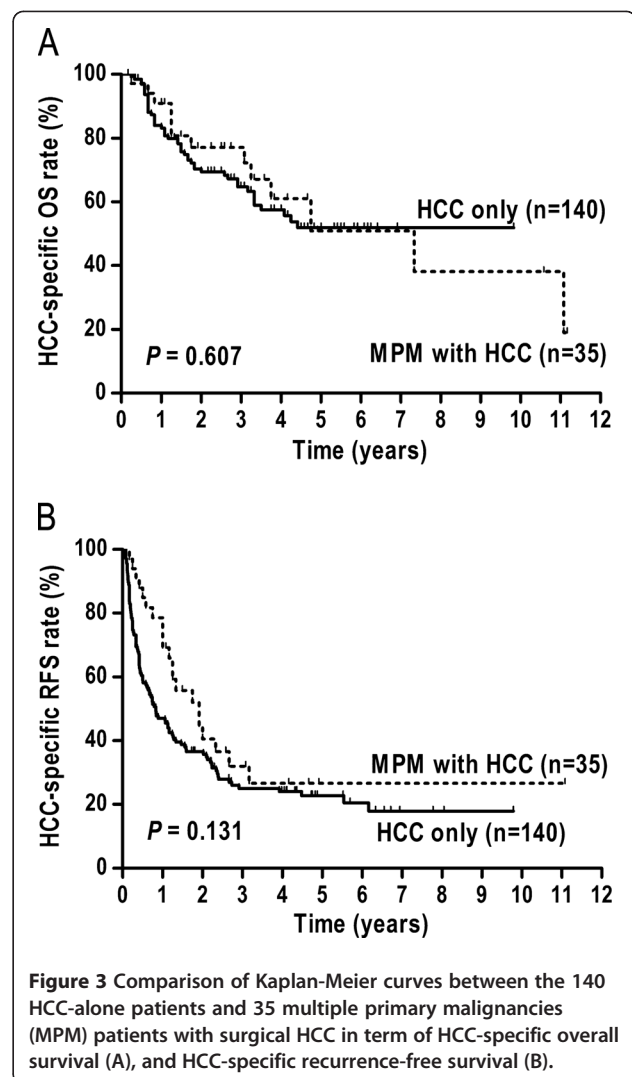 A
HCC-specific OS rate (%)
100
80
60
40
20
0
HCC only (n=140)
MPM with HCC (n=35)
P = 0.607
0 1 2 3 4 5 6 7 8 9 10 11 12
Time (years)
B
HCC-specific RFS rate (%)
100
80
60
40
20
0
MPM with HCC (n=35)
HCC only (n=140)
P = 0.131
0 1 2 3 4 5 6 7 8 9 10 11 12
Time (years)
Figure 3 Comparison of Kaplan-Meier curves between the 140
HCC-alone patients and 35 multiple primary malignancies
(MPM) patients with surgical HCC in term of HCC-specific overall
survival (A), and HCC-specific recurrence-free survival (B).